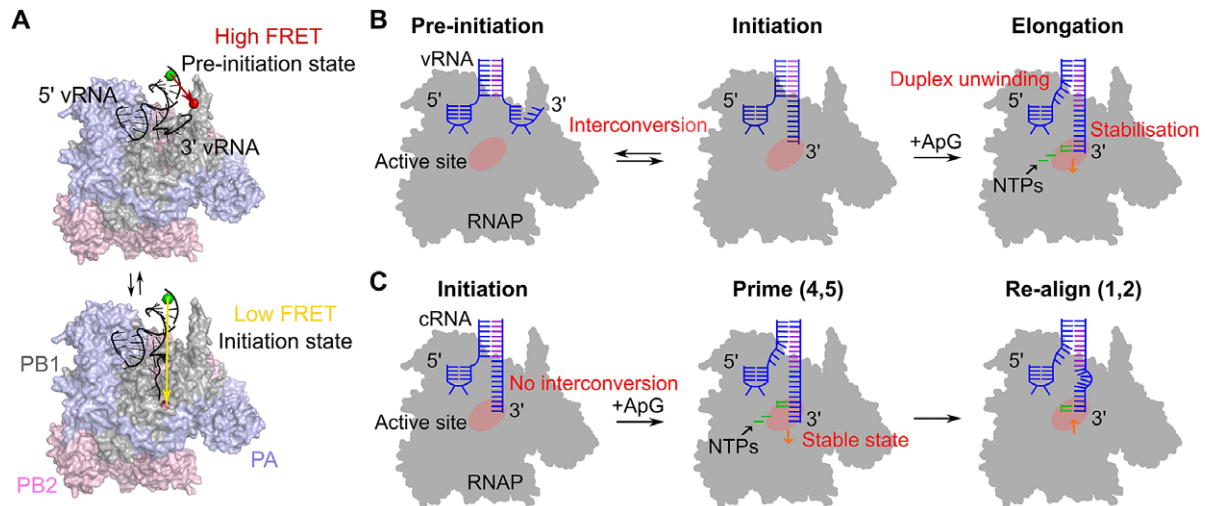 A
High FRET
Pre-initiation state
5' vRNA
3' vRNA
Low FRET
Initiation state
PB1
PA
PB2
B
Pre-initiation
Initiation
Elongation
vRNA
5'
3'
Active site
RNAP
Interconversion
5'
3'
+ApG
Duplex unwinding
5'
Stabilisation
3'
NTPs
C
Initiation
Prime (4,5)
Re-align (1,2)
cRNA
5'
No interconversion
+ApG
3'
Active site
RNAP
5'
3'
NTPs
Stable state
5'
3'